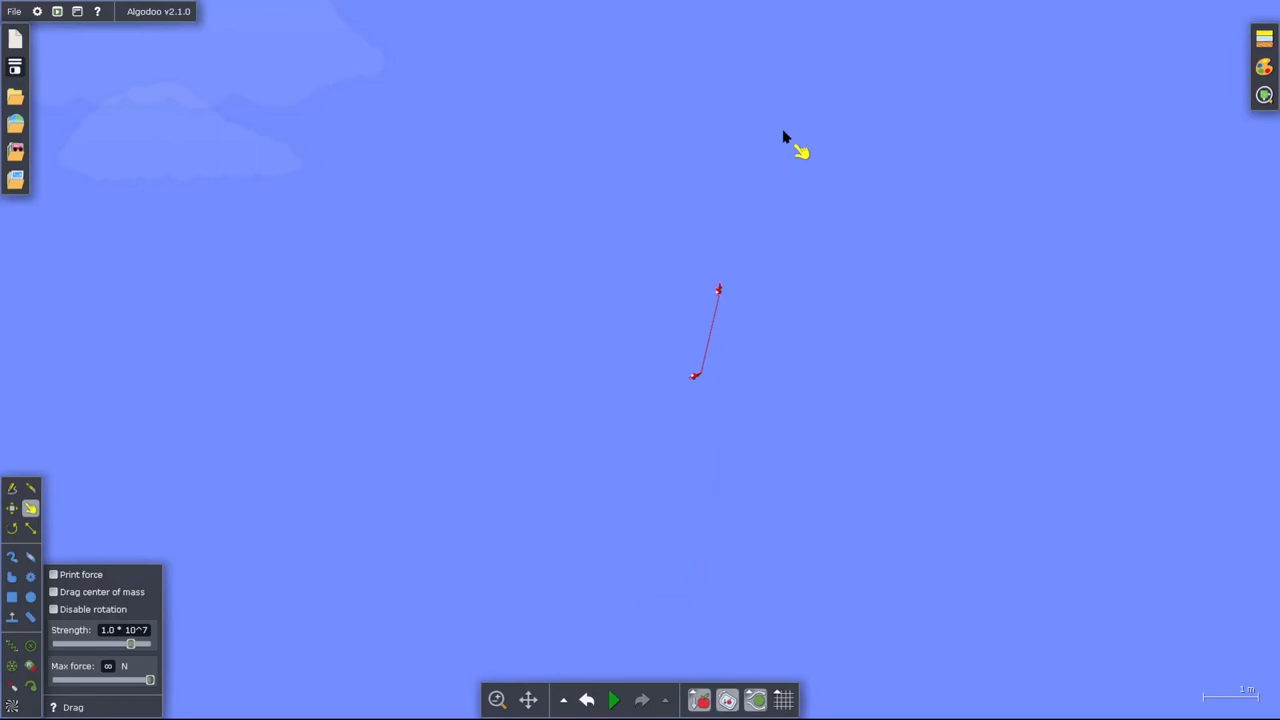 File
?
Algodoo v2.1.0
Print force
Drag center of mass
Disable rotation
Strength: 1.0 * 10^7
Max force: ∞ N
? Drag
1 m